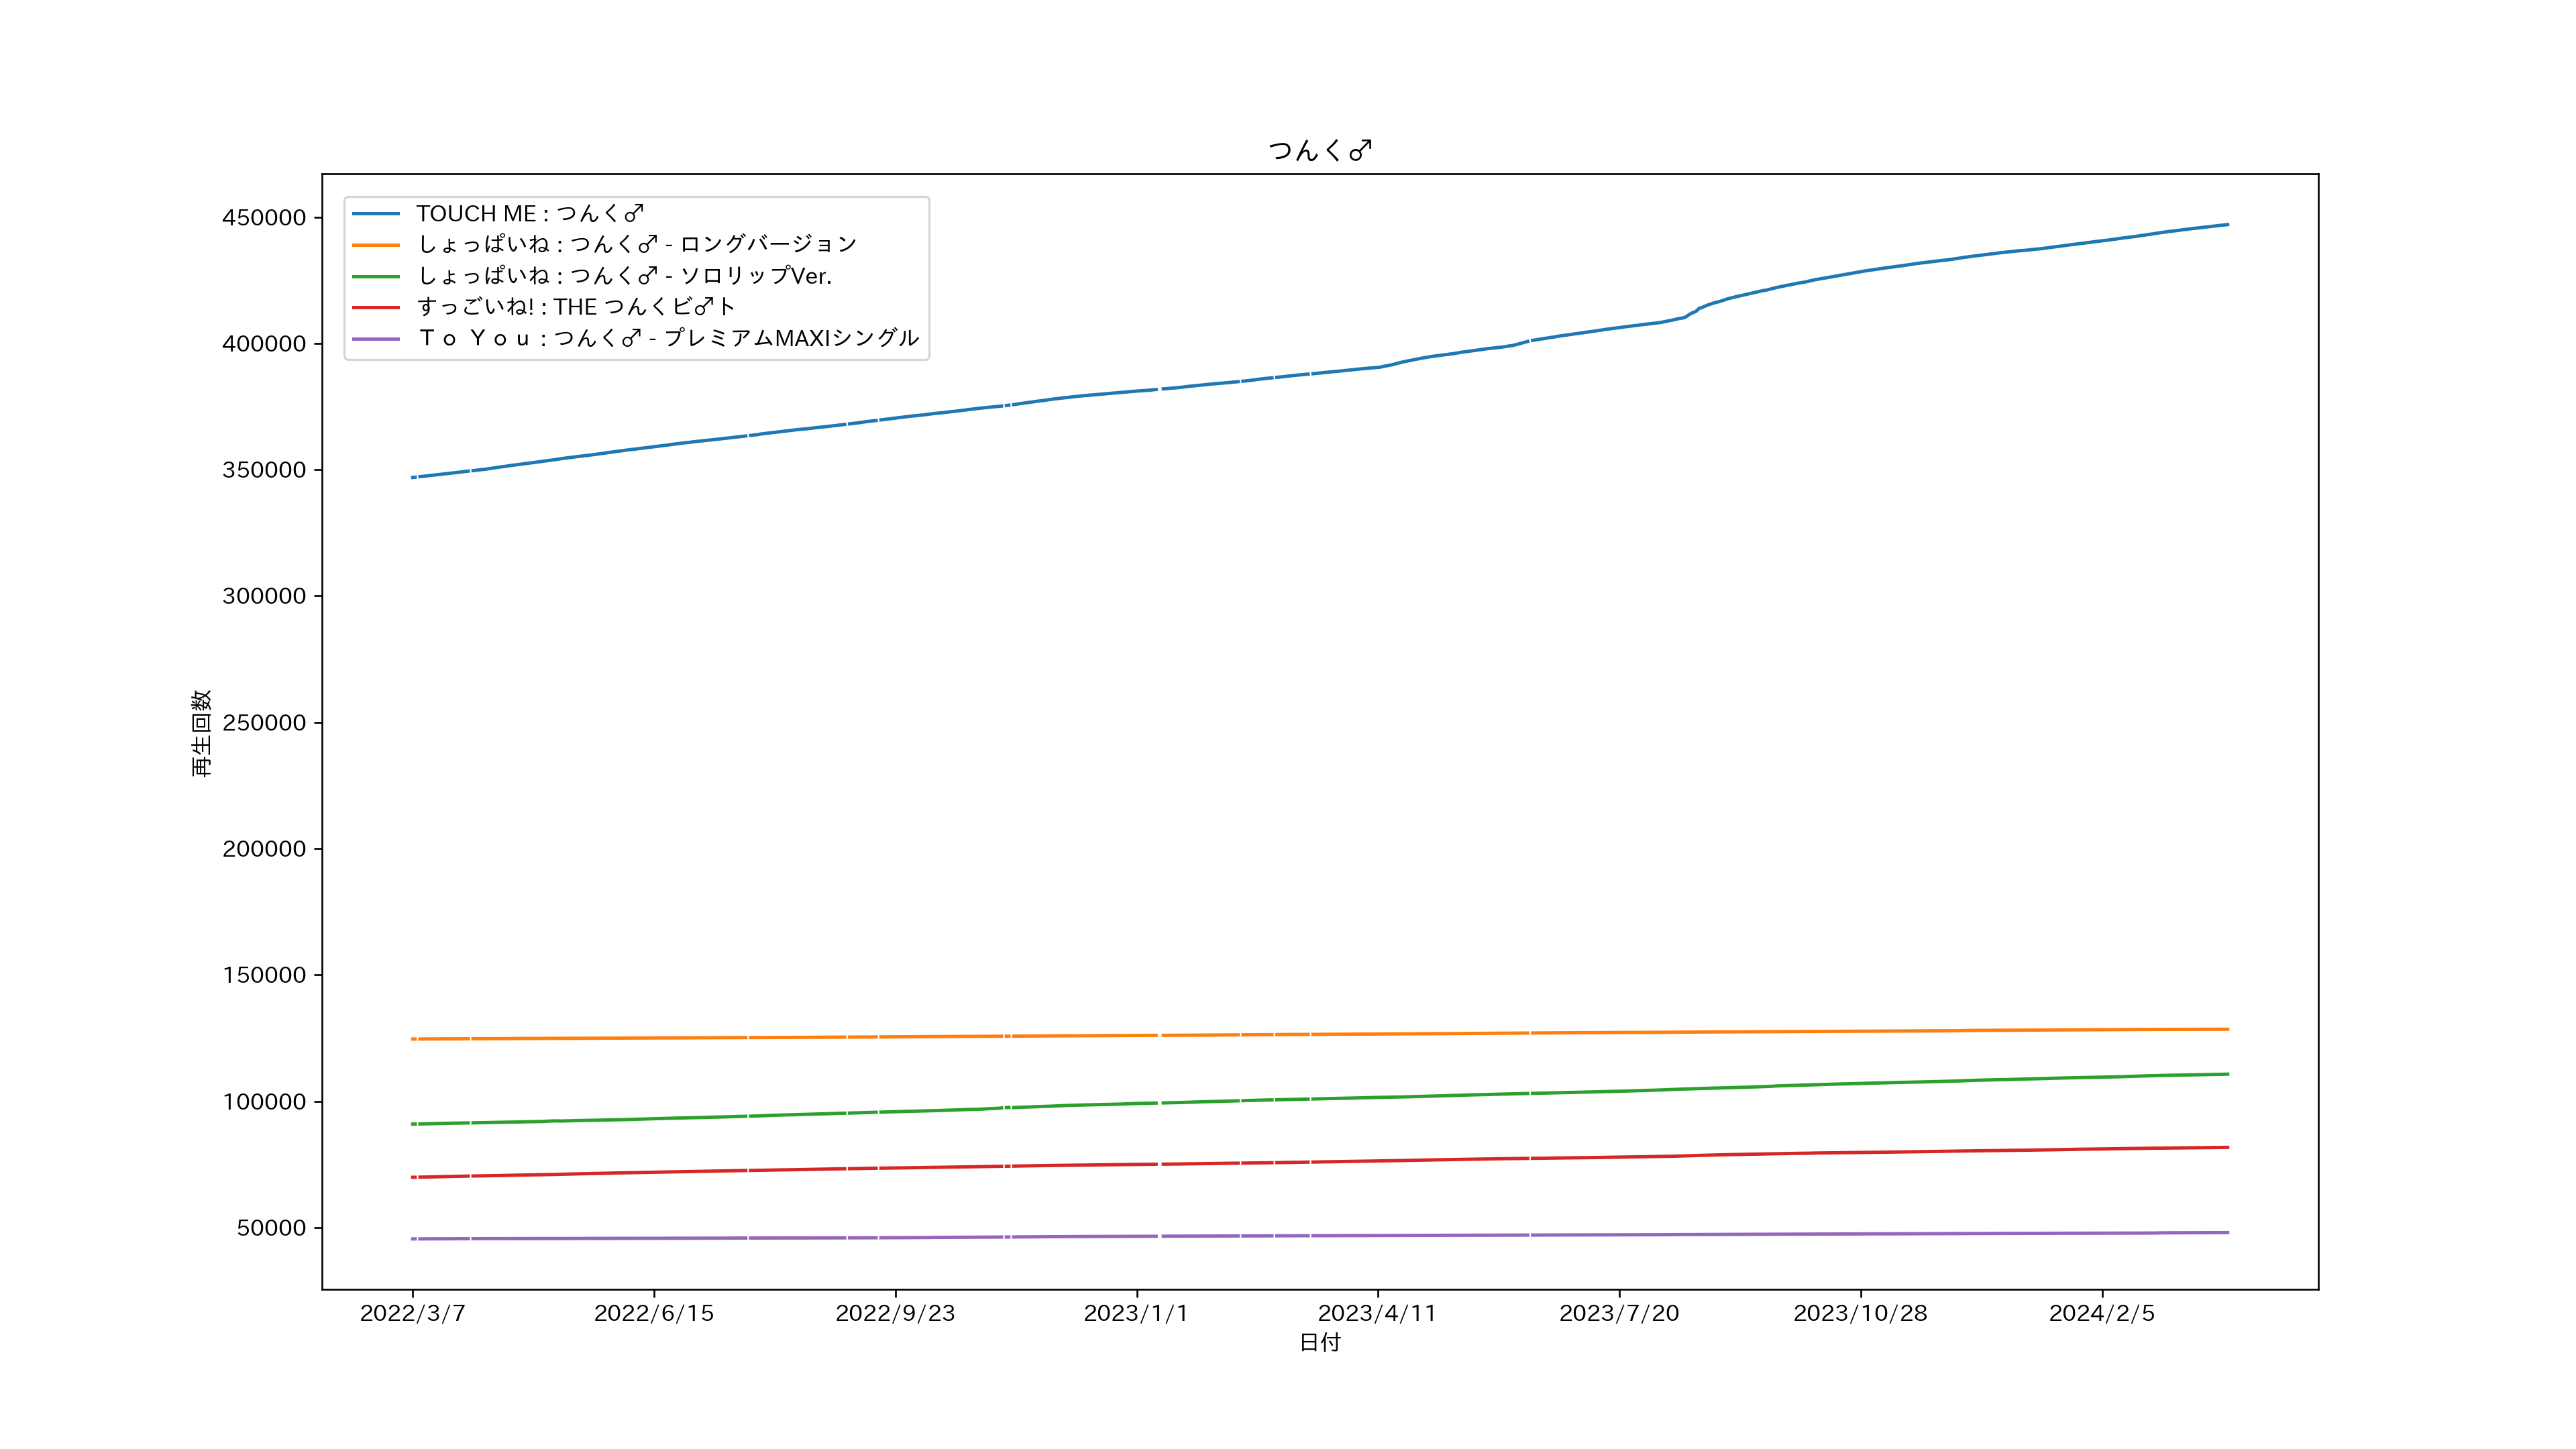 つんく♂
TOUCH ME : つんく♂
しょっぱいね : つんく♂ - ロングバージョン
しょっぱいね : つんく♂ - ソロリップVer.
すっごいね! : THE つんくビ♂ト
Ｔｏ Ｙｏｕ : つんく♂ - プレミアムMAXIシングル
450000
400000
350000
300000
250000
200000
150000
100000
50000
再生回数
2022/3/7
2022/6/15
2022/9/23
2023/1/1
2023/4/11
2023/7/20
2023/10/28
2024/2/5
日付